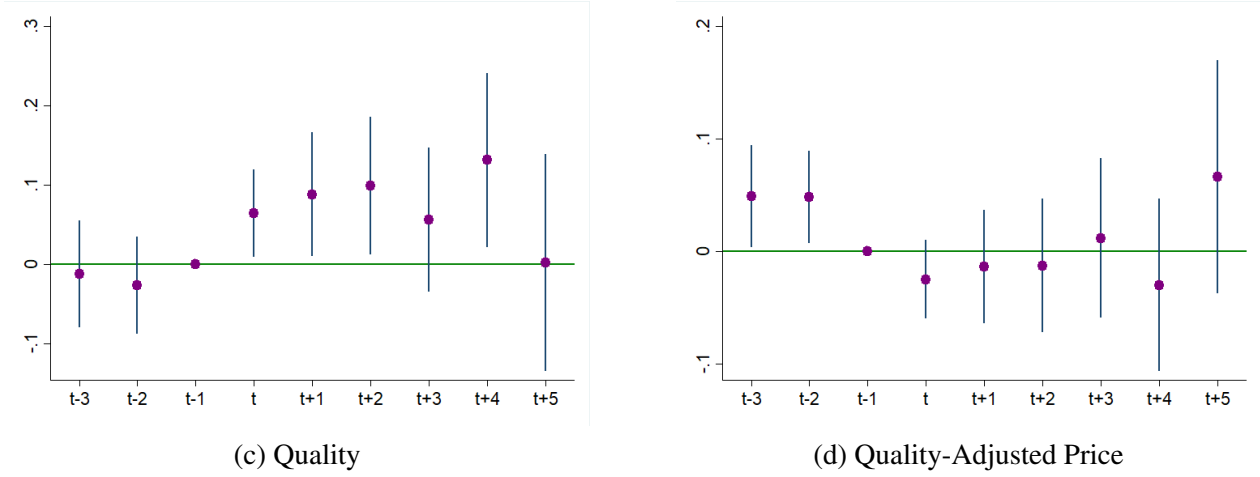 .3
.2
.1
0
-.1
t-3 t-2 t-1 t t+1 t+2 t+3 t+4 t+5
(c) Quality
.2
.1
0
-.1
t-3 t-2 t-1 t t+1 t+2 t+3 t+4 t+5
(d) Quality-Adjusted Price